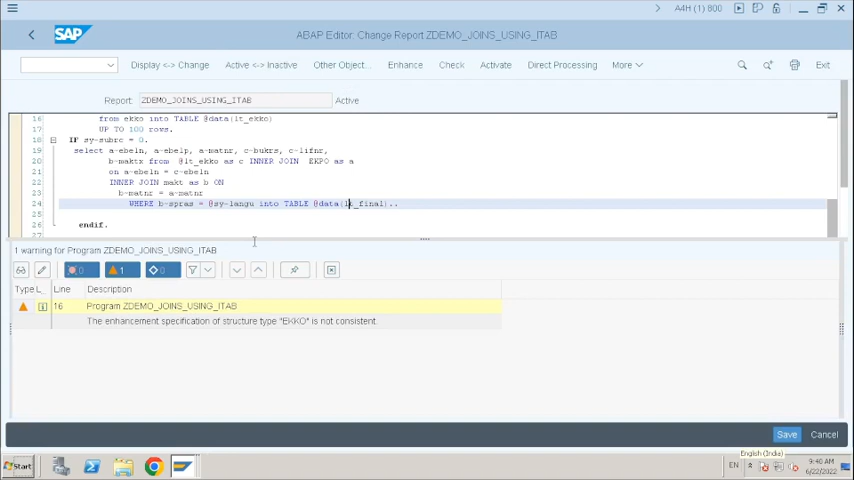 A4H (1) 800
SAP
ABAP Editor: Change Report ZDEMO_JOINS_USING_ITAB
Display <-> Change Active <-> Inactive Other Object... Enhance Check Activate Direct Processing More Exit
Report: ZDEMO_JOINS_USING_ITAB Active
16 from ekko into TABLE @data(lt_ekko)
17 UP TO 100 rows.
18 IF sy-subrc = 0.
19 select a~ebeln, a~ebelp, a~matnr, c~bukrs, c~lifnr,
20 b~maktx from @lt_ekko as c INNER JOIN EKPO as a
21 on a~ebeln = c~ebeln
22 INNER JOIN makt as b ON
23 b~matnr = a~matnr
24 WHERE b~spras = @sy-langu into TABLE @data(lt_final)..
25
26 endif.
27
1 warning for Program ZDEMO_JOINS_USING_ITAB
0 1 0
Type L.. Line Description
16 Program ZDEMO_JOINS_USING_ITAB
The enhancement specification of structure type "EKKO" is not consistent.
Save Cancel
English (India)
Start EN 9:40 AM
6/22/2022